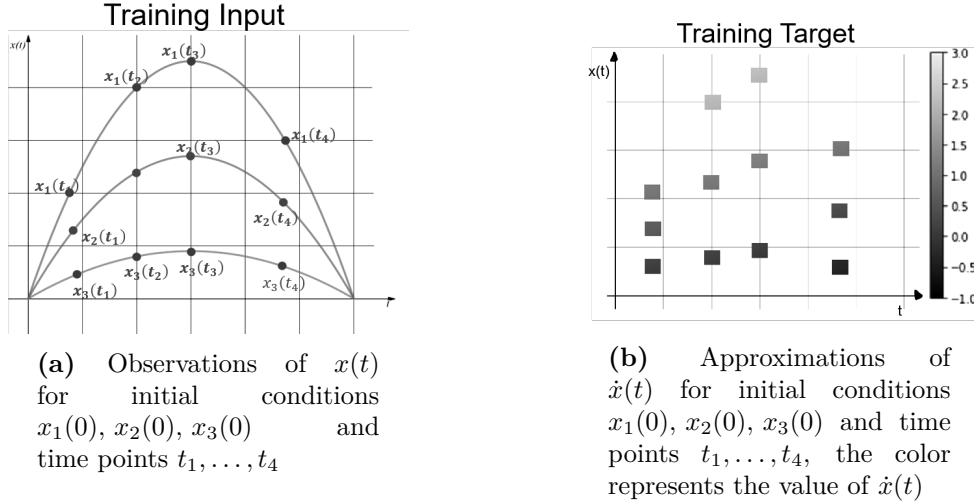 Training Input
x(t)
x₁(t₃)
x₁(t₂)
x₁(t₄)
x₂(t₃)
x₁(t₁)
x₂(t₄)
x₂(t₁)
x₃(t₂)
x₃(t₃)
x₃(t₁)
x₃(t₄)
t
(a) Observations of x(t)
for initial conditions
x₁(0), x₂(0), x₃(0) and
time points t₁, . . . , t₄
Training Target
x(t)
3.0
2.5
2.0
1.5
1.0
0.5
0.0
−0.5
−1.0
t
(b) Approximations of
ẋ(t) for initial conditions
x₁(0), x₂(0), x₃(0) and time
points t₁, . . . , t₄, the color
represents the value of ẋ(t)